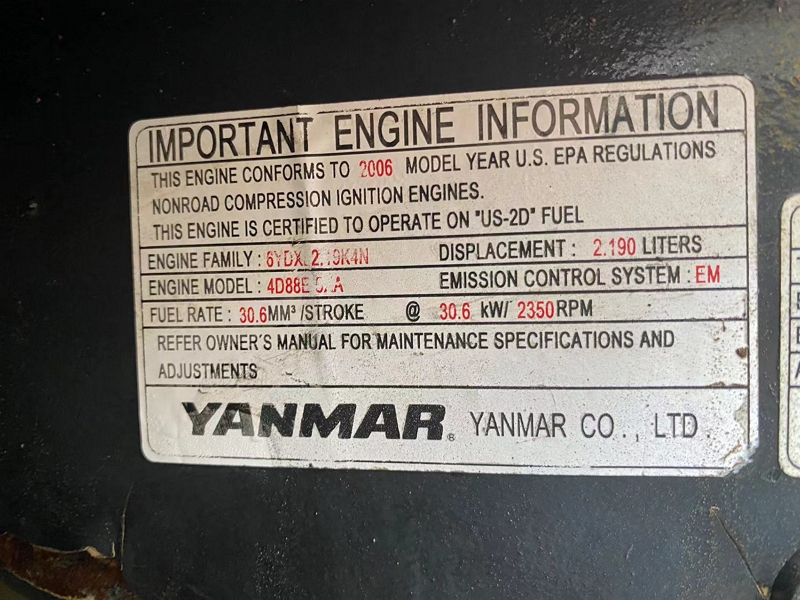 IMPORTANT ENGINE INFORMATION
THIS ENGINE CONFORMS TO 2006 MODEL YEAR U.S. EPA REGULATIONS
NONROAD COMPRESSION IGNITION ENGINES.
THIS ENGINE IS CERTIFIED TO OPERATE ON "US-2D" FUEL
ENGINE FAMILY : DISPLACEMENT : 2.190 LITERS
ENGINE MODEL : EMISSION CONTROL SYSTEM : EM
FUEL RATE : 30.6MM³ /STROKE @ 30.6 kW/ 2350RPM
REFER OWNER'S MANUAL FOR MAINTENANCE SPECIFICATIONS AND
ADJUSTMENTS
YANMAR® YANMAR CO., LTD.